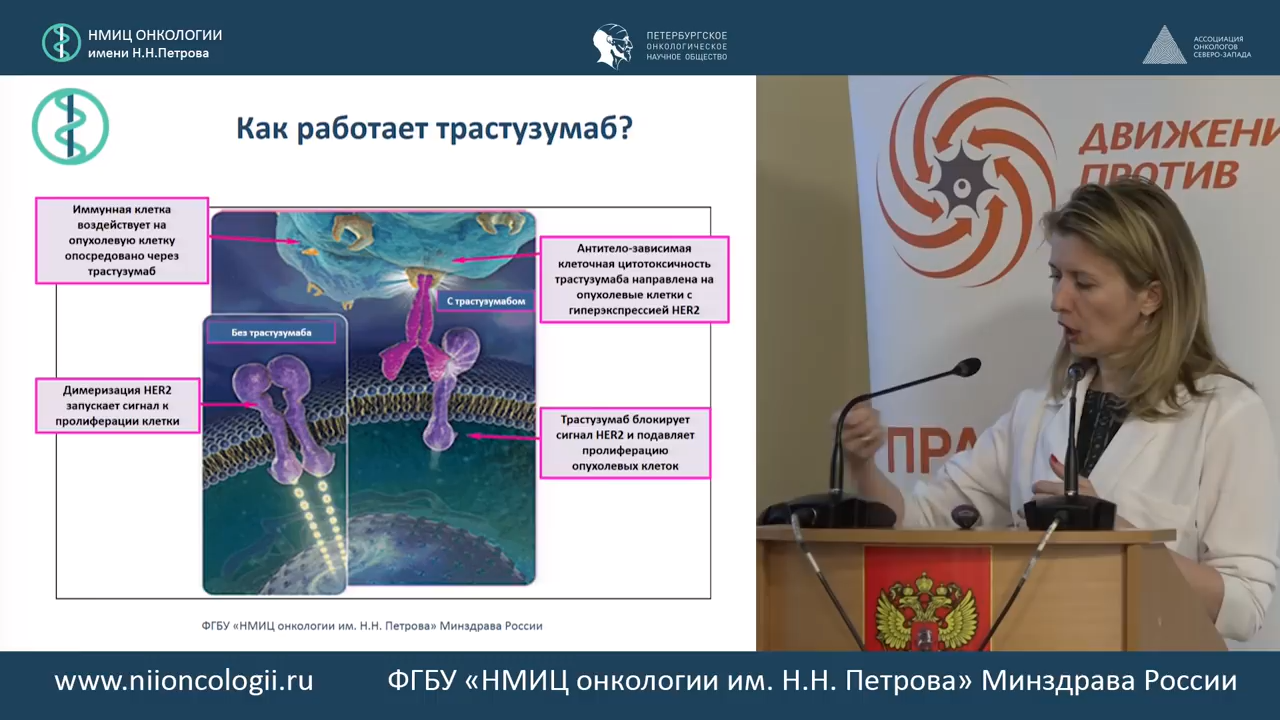 НМИЦ ОНКОЛОГИИ
имени Н.Н.Петрова
ПЕТЕРБУРГСКОЕ
ОНКОЛОГИЧЕСКОЕ
НАУЧНОЕ ОБЩЕСТВО
АССОЦИАЦИЯ
ОНКОЛОГОВ
СЕВЕРО-ЗАПАДА
Как работает трастузумаб?
Иммунная клетка
воздействует на
опухолевую клетку
опосредовано через
трастузумаб
Антитело-зависимая
клеточная цитотоксичность
трастузумаба направлена на
опухолевые клетки с
гиперэкспрессией HER2
С трастузумабом
Без трастузумаба
Димеризация HER2
запускает сигнал к
пролиферации клетки
Трастузумаб блокирует
сигнал HER2 и подавляет
пролиферацию
опухолевых клеток
ФГБУ «НМИЦ онкологии им. Н.Н. Петрова» Минздрава России
ДВИЖЕНИ
ПРОТИВ
ПРА
www.niioncologii.ru
ФГБУ «НМИЦ онкологии им. Н.Н. Петрова» Минздрава России